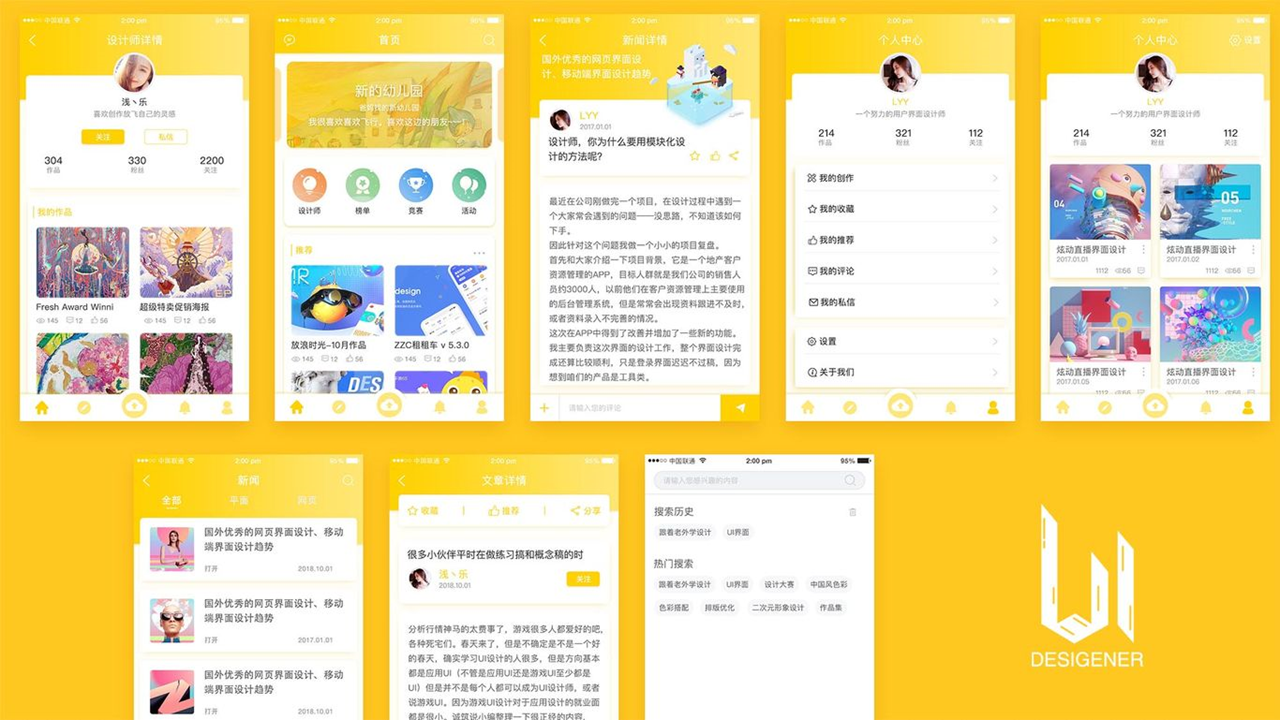 中国联通
2:00 pm
95%
设计师详情
浅丶乐
喜欢创作放飞自己的灵感
关注
私信
304
330
2200
作品
粉丝
关注
我的作品
Fresh Award Winni
超级特卖促销海报
145
12
56
145
12
56
中国联通
2:00 pm
95%
首页
新的幼儿园
爸妈找的新幼儿园
我很喜欢喜欢飞行，喜欢这边的朋友一一丁
设计师
榜单
竞赛
活动
推荐
design
放浪时光-10月作品
ZZC租租车 v 5.3.0
145
12
56
145
12
56
DES
中国联通
2:00 pm
95%
新闻详情
国外优秀的网页界面设
计、移动端界面设计趋势
LYY
2017.01.01
设计师，你为什么要用模块化设
计的方法呢?
最近在公司刚做完一个项目，在设计过程中遇到一
个大家常会遇到的问题——没思路，不知道该如何
下手。
因此针对这个问题我做一个小小的项目复盘。
首先和大家介绍一下项目背景，它是一个地产客户
资源管理的APP，目标人群就是我们公司的销售人
员约3000人，以前他们在客户资源管理上主要使用
的后台管理系统，但是常常会出现资料跟进不及时,
或者资料录入不完善的情况。
这次在APP中得到了改善并增加了一些新的功能。
我主要负责这次界面的设计工作，整个界面设计完
成还算比较顺利，只是登录界面迟迟不过稿，因为
想到咱们的产品是工具类。
请输入您的评论
中国联通
2:00 pm
95%
个人中心
LYY
一个努力的用户界面设计师
214
321
112
作品
粉丝
关注
我的创作
我的收藏
我的推荐
我的评论
我的私信
设置
关于我们
中国联通
2:00 pm
95%
个人中心
设置
LYY
一个努力的用户界面设计师
214
321
112
作品
粉丝
关注
04
05
炫动直播界面设计
炫动直播界面设计
2017.01.01
2017.01.02
1112
66
1112
66
炫动直播界面设计
炫动直播界面设计
2017.01.05
2017.01.06
1112
66
1112
66
中国联通
2:00 pm
95%
新闻
全部
平面
网页
国外优秀的网页界面设计、移动
端界面设计趋势
打开
2018.10.01
国外优秀的网页界面设计、移动
端界面设计趋势
打开
2017.01.01
国外优秀的网页界面设计、移动
端界面设计趋势
打开
2018.10.01
中国联通
2:00 pm
95%
文章详情
收藏
推荐
分享
很多小伙伴平时在做练习搞和概念稿的时
浅丶乐
2018.10.01
关注
分析行情神马的太费事了，游戏很多人都爱好的吧,
各种死宅们。春天来了，但是不确定是不是一个好
的春天，确实学习UI设计的人很多，但是方向基本
都是应用UI（不管是应用UI还是游戏UI至少都是
UI）但是并不是每个人都可以成为UI设计师，或者
说游戏UI。因为游戏UI设计对于应用设计的就业面
都是很小。诚筑说小编整理一下很正经的内容，
中国联通
2:00 pm
95%
请输入您感兴趣的内容
搜索历史
跟着老外学设计
UI界面
热门搜索
跟着老外学设计
UI界面
设计大赛
中国风色彩
色彩搭配
排版优化
二次元形象设计
作品集
UI
DESIGENER